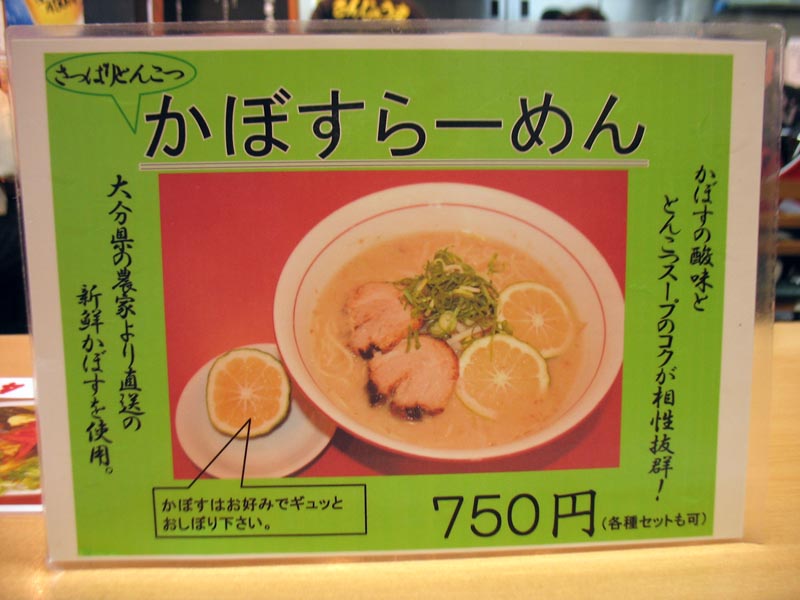 さっぱりとんこつ
かぼすらーめん
かぼすの酸味と
とんこつスープのコクが相性抜群！
大分県の農家より直送の
新鮮かぼすを使用。
かぼすはお好みでギュッと
おしぼり下さい。
750円(各種セットも可)